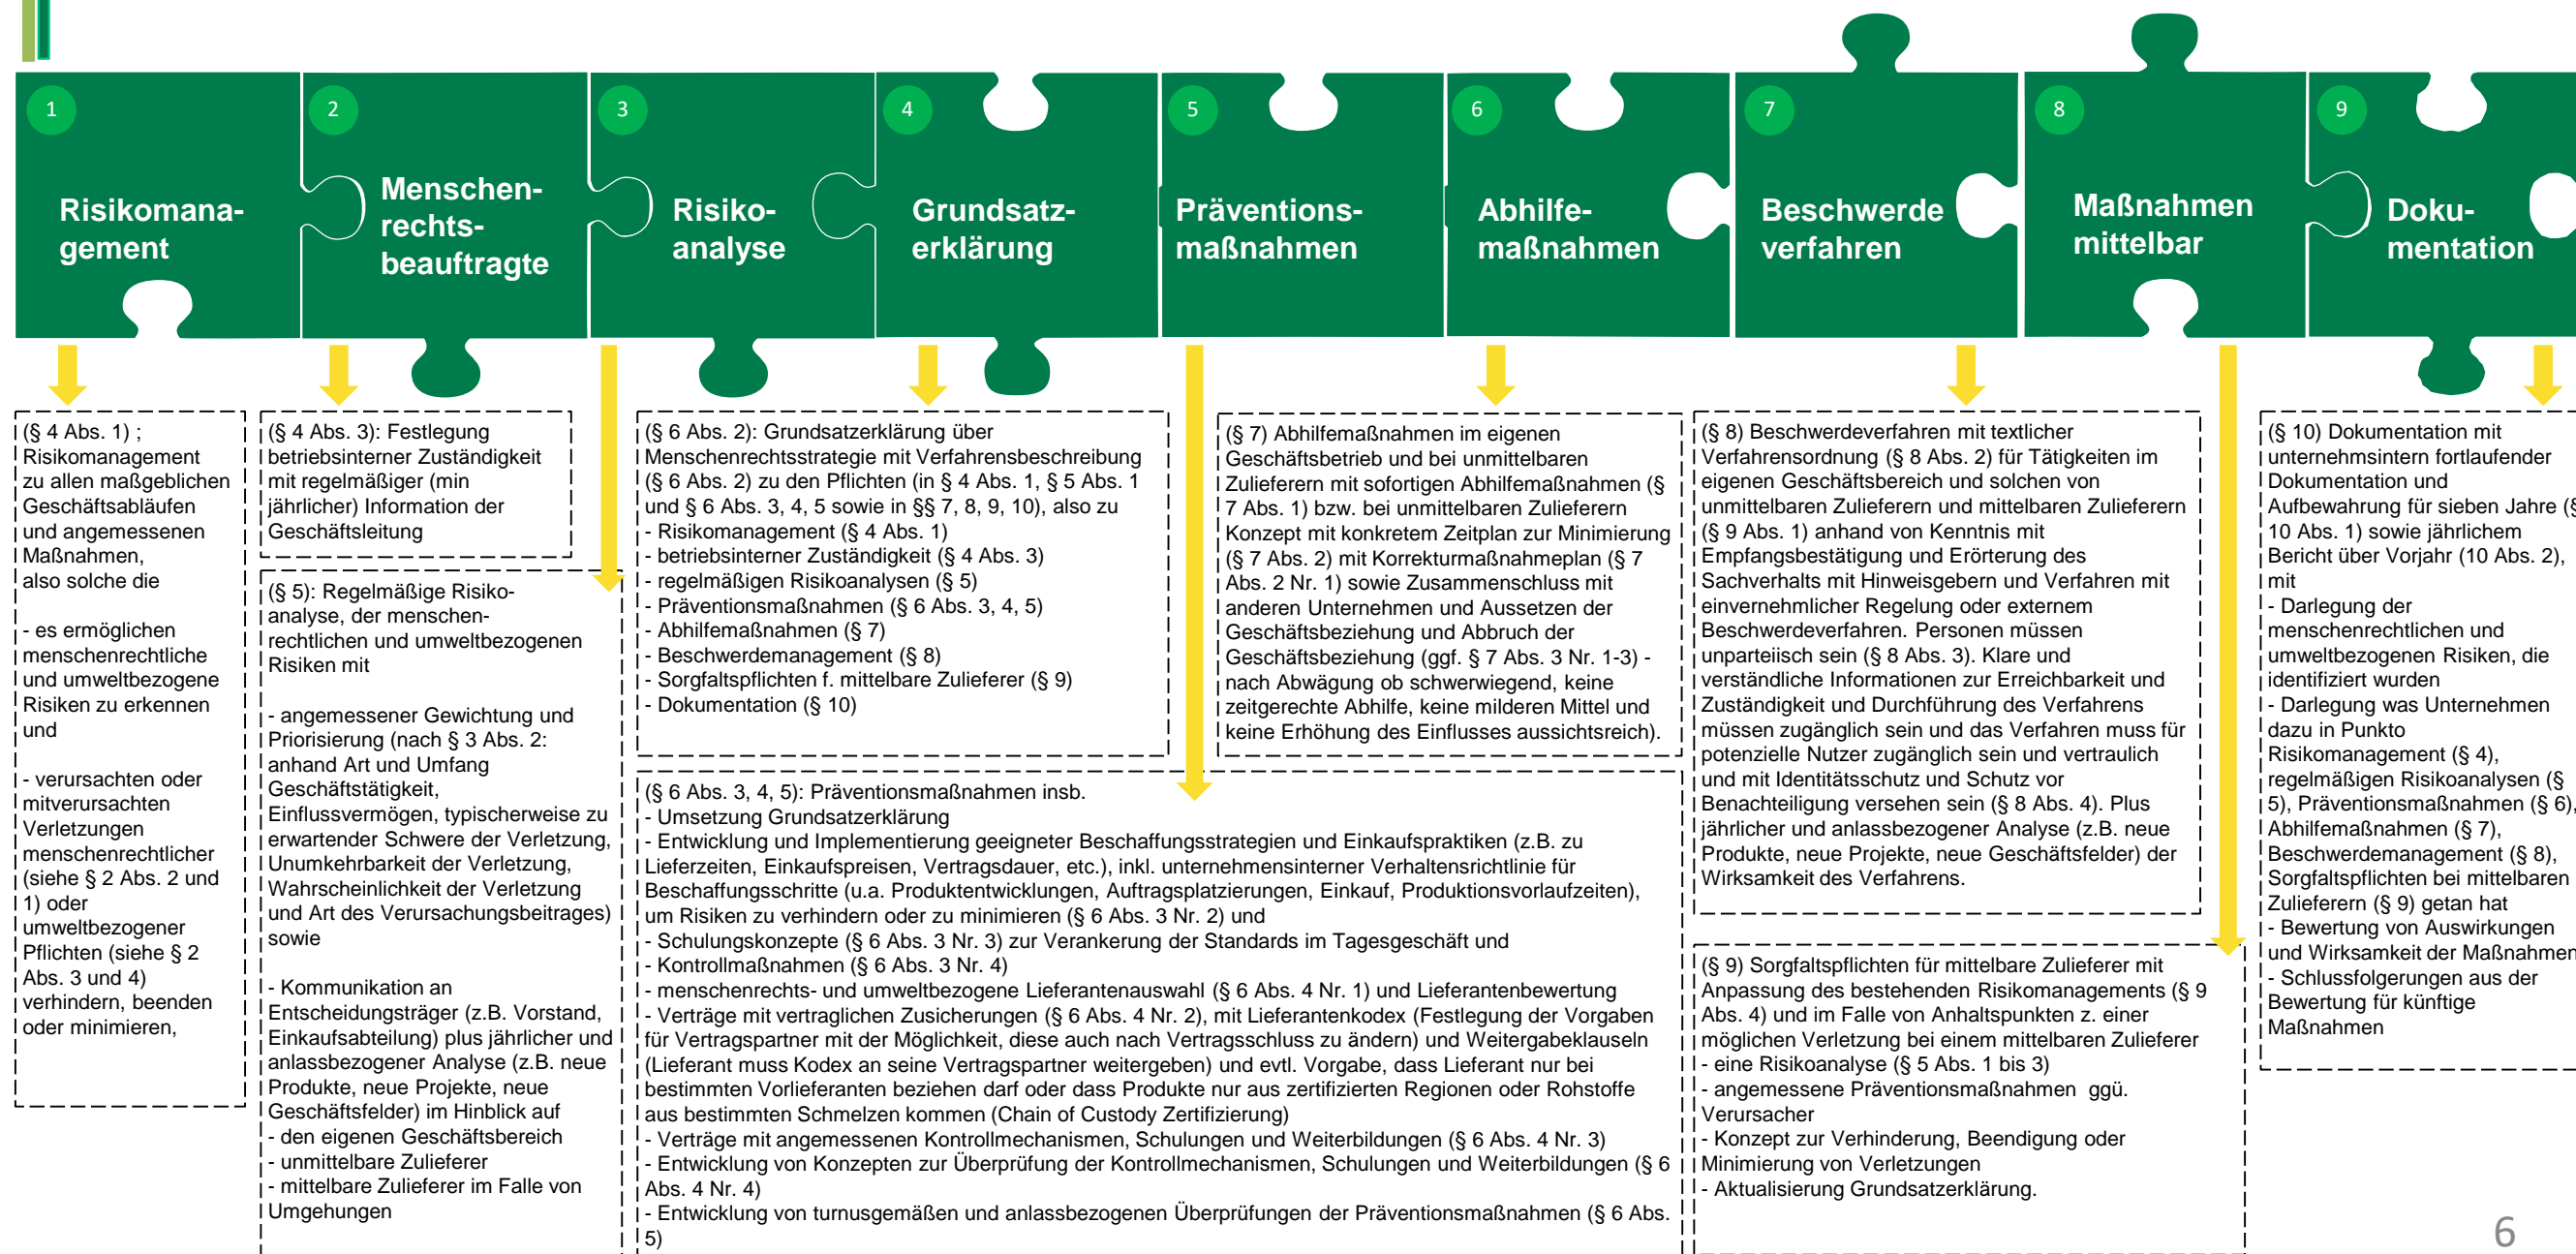 1
Risikomana-
gement
2
Menschen-
rechts-
beauftragte
3
Risiko-
analyse
4
Grundsatz-
erklärung
5
Präventions-
maßnahmen
6
Abhilfe-
maßnahmen
7
Beschwerde
verfahren
8
Maßnahmen
mittelbar
9
Doku-
mentation
(§ 4 Abs. 1) ;
Risikomanagement
zu allen maßgeblichen
Geschäftsabläufen
und angemessenen
Maßnahmen,
also solche die
- es ermöglichen
menschenrechtliche
und umweltbezogene
Risiken zu erkennen
und
- verursachten oder
mitverursachten
Verletzungen
menschenrechtlicher
(siehe § 2 Abs. 2 und
1) oder
umweltbezogener
Pflichten (siehe § 2
Abs. 3 und 4)
verhindern, beenden
oder minimieren,
(§ 4 Abs. 3): Festlegung
betriebsinterner Zuständigkeit
mit regelmäßiger (min
jährlicher) Information der
Geschäftsleitung
(§ 5): Regelmäßige Risiko-
analyse, der menschen-
rechtlichen und umweltbezogenen
Risiken mit
- angemessener Gewichtung und
Priorisierung (nach § 3 Abs. 2:
anhand Art und Umfang
Geschäftstätigkeit,
Einflussvermögen, typischerweise zu
erwartender Schwere der Verletzung,
Unumkehrbarkeit der Verletzung,
Wahrscheinlichkeit der Verletzung
und Art des Verursachungsbeitrages)
sowie
- Kommunikation an
Entscheidungsträger (z.B. Vorstand,
Einkaufsabteilung) plus jährlicher und
anlassbezogener Analyse (z.B. neue
Produkte, neue Projekte, neue
Geschäftsfelder) im Hinblick auf
- den eigenen Geschäftsbereich
- unmittelbare Zulieferer
- mittelbare Zulieferer im Falle von
Umgehungen
(§ 6 Abs. 2): Grundsatzerklärung über
Menschenrechtsstrategie mit Verfahrensbeschreibung
(§ 6 Abs. 2) zu den Pflichten (in § 4 Abs. 1, § 5 Abs. 1
und § 6 Abs. 3, 4, 5 sowie in §§ 7, 8, 9, 10), also zu
- Risikomanagement (§ 4 Abs. 1)
- betriebsinterner Zuständigkeit (§ 4 Abs. 3)
- regelmäßigen Risikoanalysen (§ 5)
- Präventionsmaßnahmen (§ 6 Abs. 3, 4, 5)
- Abhilfemaßnahmen (§ 7)
- Beschwerdemanagement (§ 8)
- Sorgfaltspflichten f. mittelbare Zulieferer (§ 9)
- Dokumentation (§ 10)
(§ 6 Abs. 3, 4, 5): Präventionsmaßnahmen insb.
- Umsetzung Grundsatzerklärung
- Entwicklung und Implementierung geeigneter Beschaffungsstrategien und Einkaufspraktiken (z.B. zu
Lieferzeiten, Einkaufspreisen, Vertragsdauer, etc.), inkl. unternehmensinterner Verhaltensrichtlinie für
Beschaffungsschritte (u.a. Produktentwicklungen, Auftragsplatzierungen, Einkauf, Produktionsvorlaufzeiten),
um Risiken zu verhindern oder zu minimieren (§ 6 Abs. 3 Nr. 2) und
- Schulungskonzepte (§ 6 Abs. 3 Nr. 3) zur Verankerung der Standards im Tagesgeschäft und
- Kontrollmaßnahmen (§ 6 Abs. 3 Nr. 4)
- menschenrechts- und umweltbezogene Lieferantenauswahl (§ 6 Abs. 4 Nr. 1) und Lieferantenbewertung
- Verträge mit vertraglichen Zusicherungen (§ 6 Abs. 4 Nr. 2), mit Lieferantenkodex (Festlegung der Vorgaben
für Vertragspartner mit der Möglichkeit, diese auch nach Vertragsschluss zu ändern) und Weitergabeklauseln
(Lieferant muss Kodex an seine Vertragspartner weitergeben) und evtl. Vorgabe, dass Lieferant nur bei
bestimmten Vorlieferanten beziehen darf oder dass Produkte nur aus zertifizierten Regionen oder Rohstoffe
aus bestimmten Schmelzen kommen (Chain of Custody Zertifizierung)
- Verträge mit angemessenen Kontrollmechanismen, Schulungen und Weiterbildungen (§ 6 Abs. 4 Nr. 3)
- Entwicklung von Konzepten zur Überprüfung der Kontrollmechanismen, Schulungen und Weiterbildungen (§ 6
Abs. 4 Nr. 4)
- Entwicklung von turnusgemäßen und anlassbezogenen Überprüfungen der Präventionsmaßnahmen (§ 6 Abs.
5)
(§ 7) Abhilfemaßnahmen im eigenen
Geschäftsbetrieb und bei unmittelbaren
Zulieferern mit sofortigen Abhilfemaßnahmen (§
7 Abs. 1) bzw. bei unmittelbaren Zulieferern
Konzept mit konkretem Zeitplan zur Minimierung
(§ 7 Abs. 2) mit Korrekturmaßnahmeplan (§ 7
Abs. 2 Nr. 1) sowie Zusammenschluss mit
anderen Unternehmen und Aussetzen der
Geschäftsbeziehung und Abbruch der
Geschäftsbeziehung (ggf. § 7 Abs. 3 Nr. 1-3) -
nach Abwägung ob schwerwiegend, keine
zeitgerechte Abhilfe, keine milderen Mittel und
keine Erhöhung des Einflusses aussichtsreich).
(§ 8) Beschwerdeverfahren mit textlicher
Verfahrensordnung (§ 8 Abs. 2) für Tätigkeiten im
eigenen Geschäftsbereich und solchen von
unmittelbaren Zulieferern und mittelbaren Zulieferern
(§ 9 Abs. 1) anhand von Kenntnis mit
Empfangsbestätigung und Erörterung des
Sachverhalts mit Hinweisgebern und Verfahren mit
einvernehmlicher Regelung oder externem
Beschwerdeverfahren. Personen müssen
unparteiisch sein (§ 8 Abs. 3). Klare und
verständliche Informationen zur Erreichbarkeit und
Zuständigkeit und Durchführung des Verfahrens
müssen zugänglich sein und das Verfahren muss für
potenzielle Nutzer zugänglich sein und vertraulich
und mit Identitätsschutz und Schutz vor
Benachteiligung versehen sein (§ 8 Abs. 4). Plus
jährlicher und anlassbezogener Analyse (z.B. neue
Produkte, neue Projekte, neue Geschäftsfelder) der
Wirksamkeit des Verfahrens.
(§ 9) Sorgfaltspflichten für mittelbare Zulieferer mit
Anpassung des bestehenden Risikomanagements (§ 9
Abs. 4) und im Falle von Anhaltspunkten z. einer
möglichen Verletzung bei einem mittelbaren Zulieferer
- eine Risikoanalyse (§ 5 Abs. 1 bis 3)
- angemessene Präventionsmaßnahmen ggü.
Verursacher
- Konzept zur Verhinderung, Beendigung oder
Minimierung von Verletzungen
- Aktualisierung Grundsatzerklärung.
(§ 10) Dokumentation mit
unternehmsintern fortlaufender
Dokumentation und
Aufbewahrung für sieben Jahre (§
10 Abs. 1) sowie jährlichem
Bericht über Vorjahr (10 Abs. 2),
mit
- Darlegung der
menschenrechtlichen und
umweltbezogenen Risiken, die
identifiziert wurden
- Darlegung was Unternehmen
dazu in Punkto
Risikomanagement (§ 4),
regelmäßigen Risikoanalysen (§
5), Präventionsmaßnahmen (§ 6),
Abhilfemaßnahmen (§ 7),
Beschwerdemanagement (§ 8),
Sorgfaltspflichten bei mittelbaren
Zulieferern (§ 9) getan hat
- Bewertung von Auswirkungen
und Wirksamkeit der Maßnahmen
- Schlussfolgerungen aus der
Bewertung für künftige
Maßnahmen
6